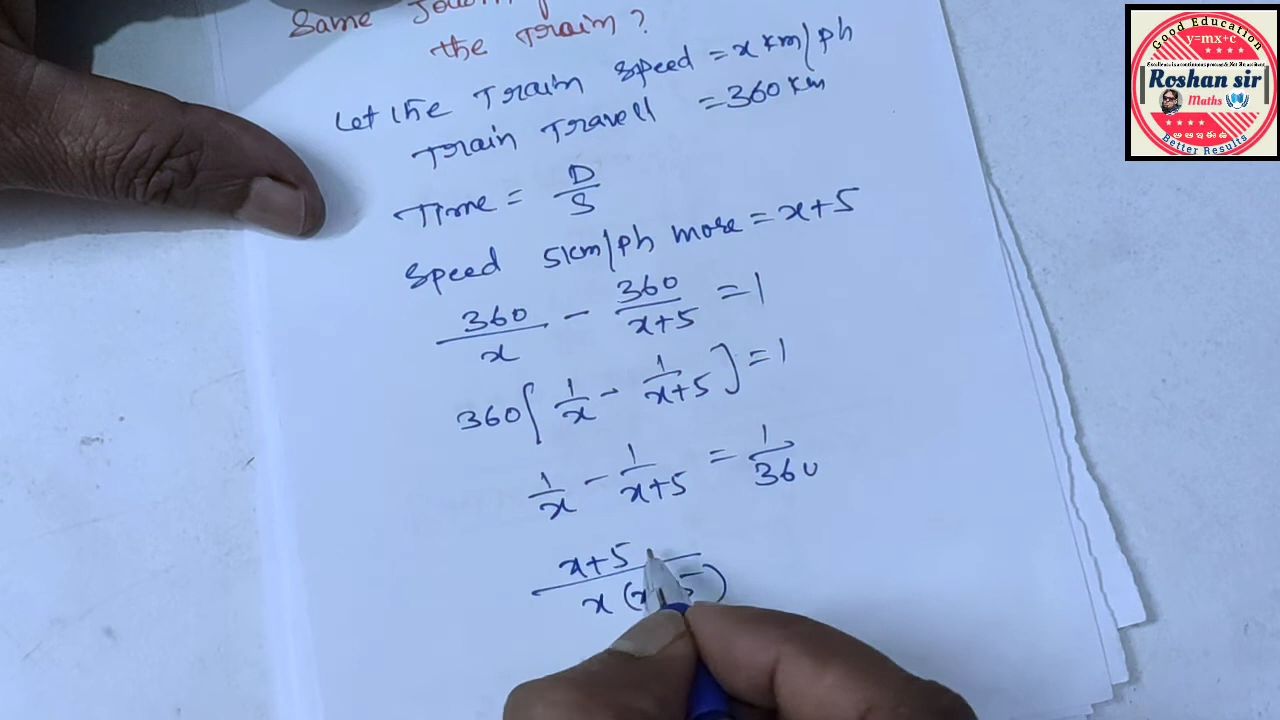 Same
the Train?
Let the Train Speed = x km/ph
Train Travell = 360 km
Time = D/S
Speed 5km/ph more = x+5
360/x - 360/x+5 = 1
360[1/x - 1/x+5] = 1
1/x - 1/x+5 = 1/360
x+5
x(x 5)
Good Education
y=mx+c
★★★★
Roshan sir
Maths
★★★★
Better Results